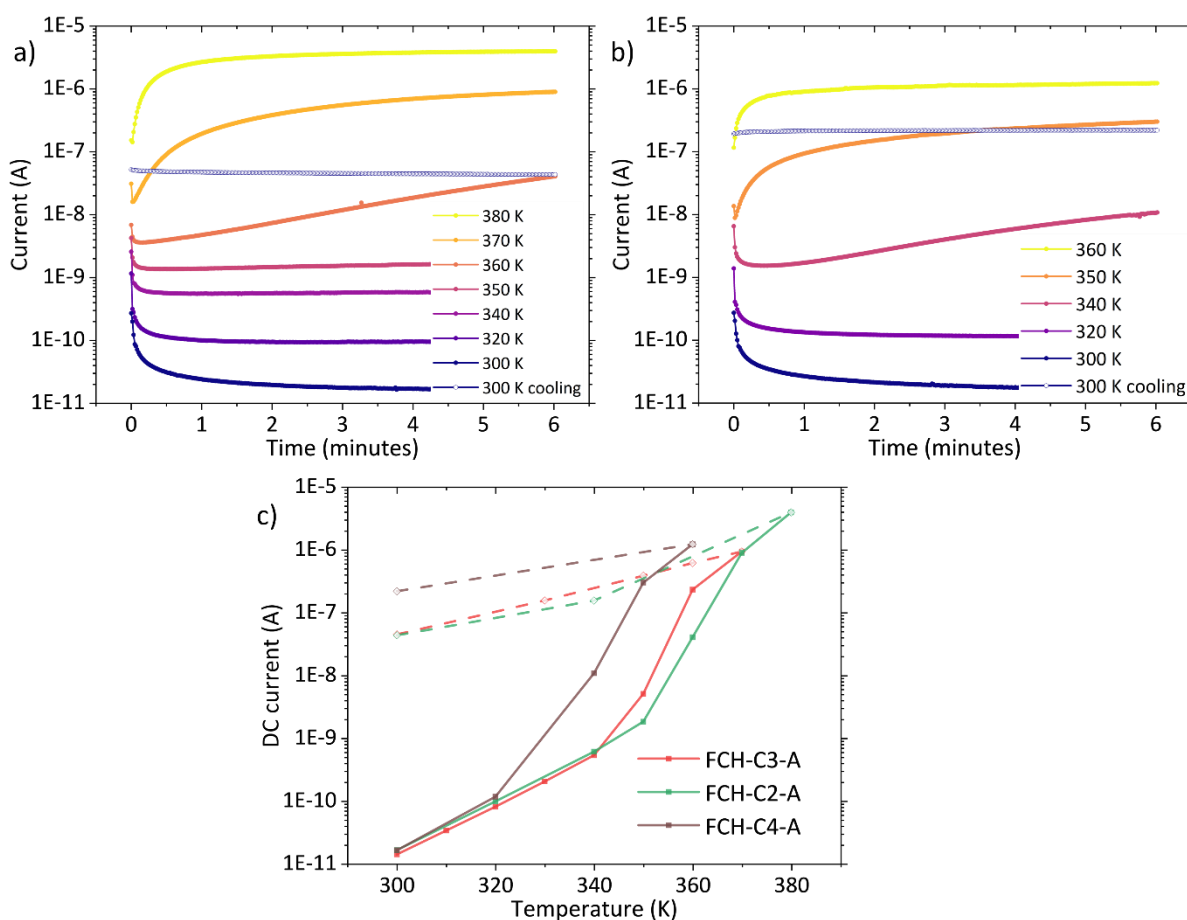 a)
1E-5
1E-6
1E-7
1E-8
1E-9
1E-10
1E-11
Current (A)
380 K
370 K
360 K
350 K
340 K
320 K
300 K
300 K cooling
0 1 2 3 4 5 6
Time (minutes)
b)
1E-5
1E-6
1E-7
1E-8
1E-9
1E-10
1E-11
Current (A)
360 K
350 K
340 K
320 K
300 K
300 K cooling
0 1 2 3 4 5 6
Time (minutes)
c)
1E-5
1E-6
1E-7
1E-8
1E-9
1E-10
1E-11
DC current (A)
FCH-C3-A
FCH-C2-A
FCH-C4-A
300 320 340 360 380
Temperature (K)